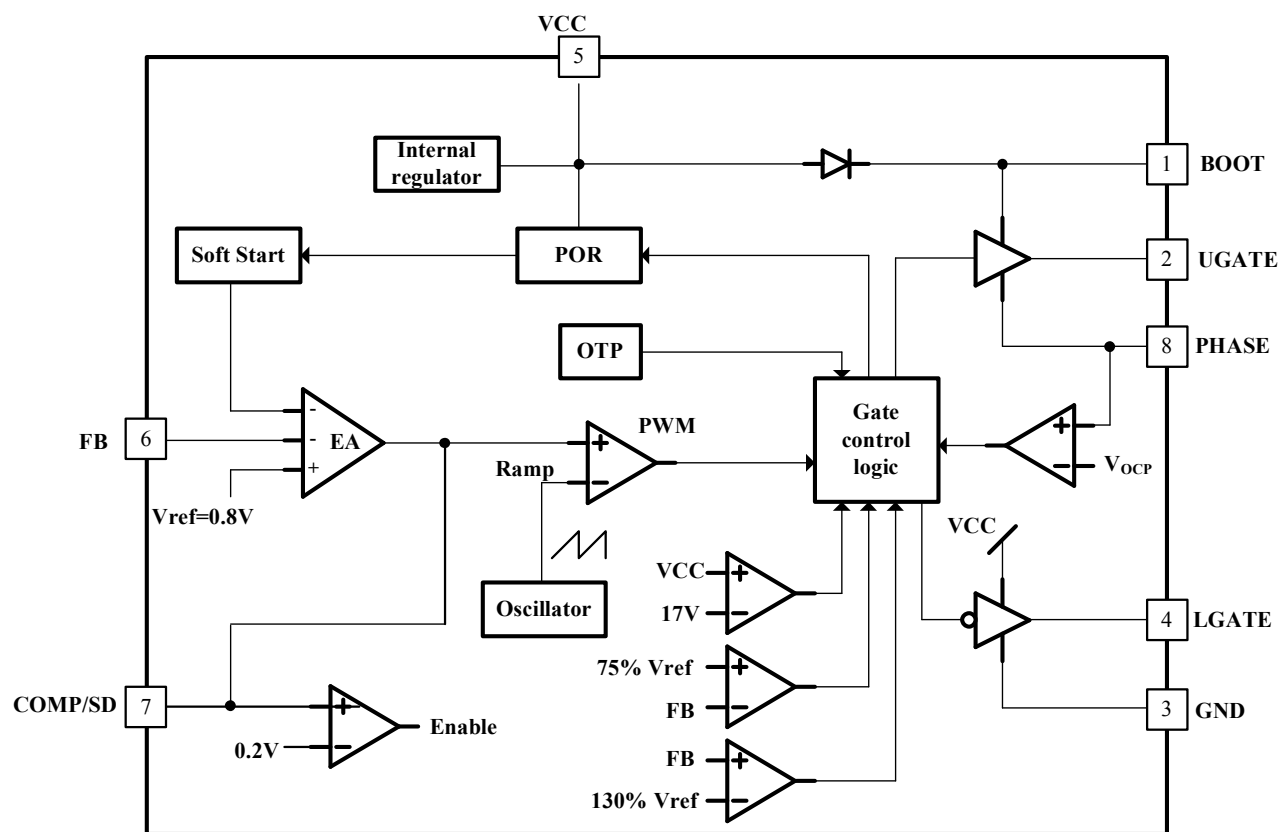 VCC
5
Internal
regulator
1
BOOT
Soft Start
POR
2
UGATE
OTP
8
PHASE
Gate
control
logic
+
-
V_OCP
FB
6
-
-
+
EA
PWM
+
-
Ramp
Vref=0.8V
Oscillator
VCC
+
17V
-
VCC
4
LGATE
75% Vref
+
FB
-
COMP/SD
7
+
0.2V
-
Enable
3
GND
FB
+
130% Vref
-